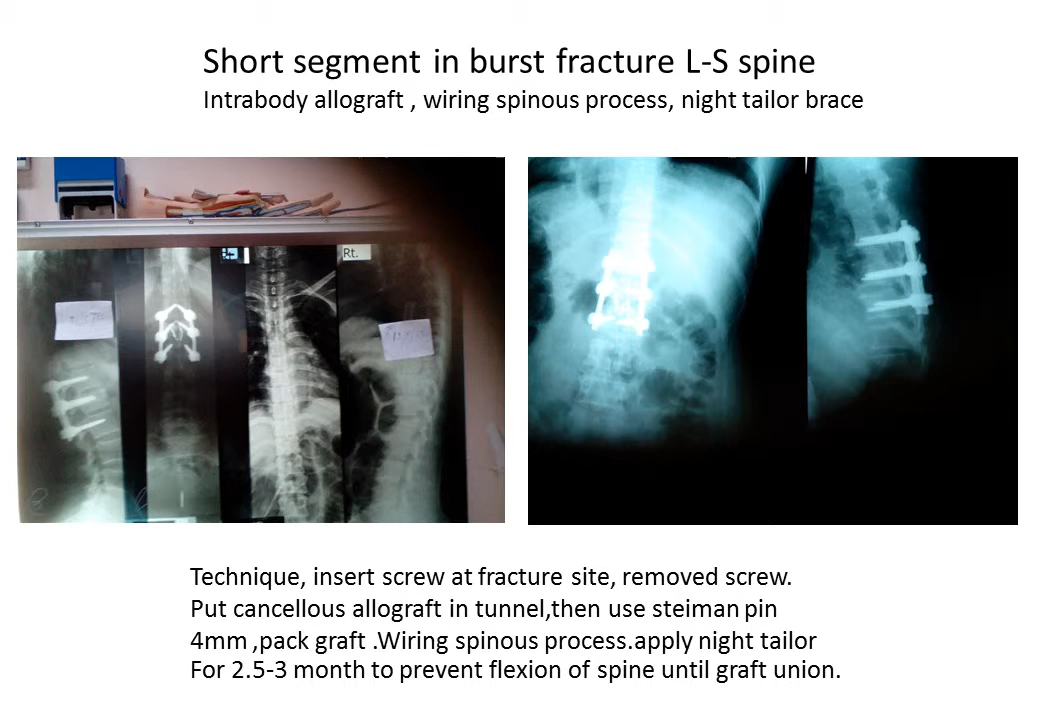 Short segment in burst fracture L-S spine
Intrabody allograft , wiring spinous process, night tailor brace
Rt.
Technique, insert screw at fracture site, removed screw.
Put cancellous allograft in tunnel,then use steiman pin
4mm ,pack graft .Wiring spinous process.apply night tailor
For 2.5-3 month to prevent flexion of spine until graft union.